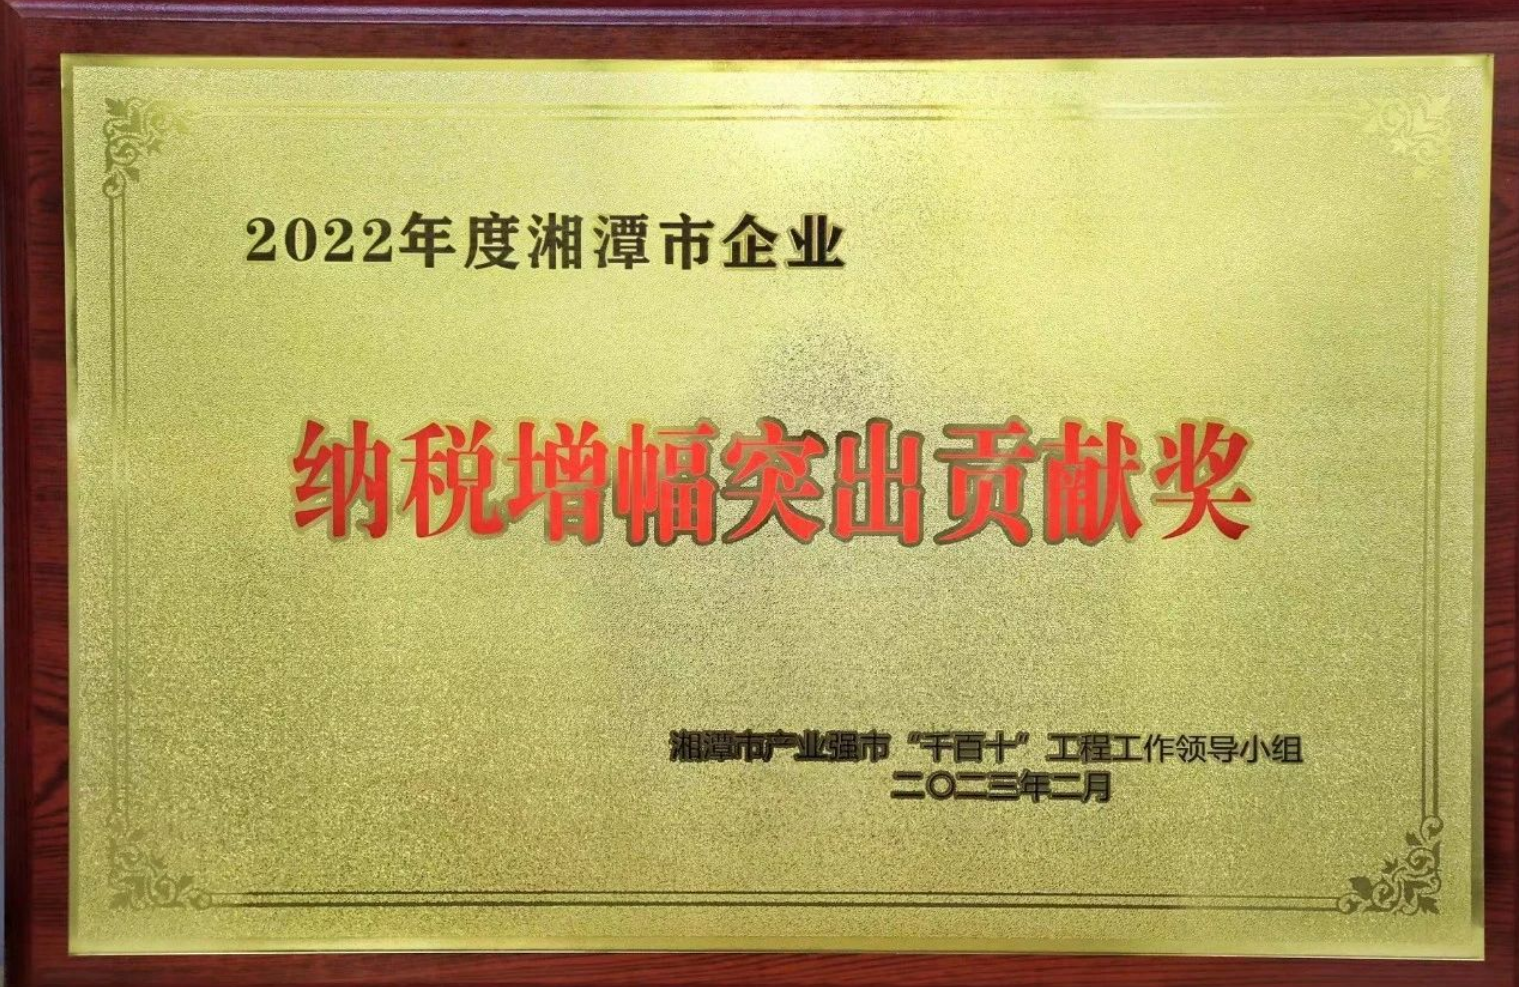 2022年度湘潭市企业
纳税增幅突出贡献奖
湘潭市产业强市“千百十”工程工作领导小组
二〇二三年二月